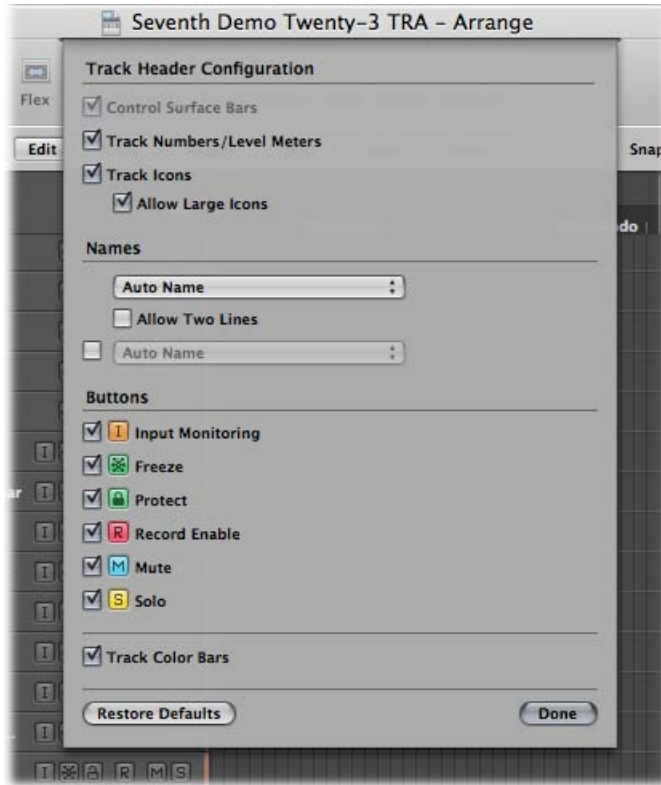 Seventh Demo Twenty-3 TRA – Arrange
Track Header Configuration
Flex
Control Surface Bars
Edit
Track Numbers/Level Meters
Snap
Track Icons
Allow Large Icons
do
Names
Auto Name
Allow Two Lines
Auto Name
Buttons
I Input Monitoring
Freeze
I
ar I
Protect
R Record Enable
I
M Mute
I
S Solo
I
I
Track Color Bars
I
Restore Defaults
Done
I
I R M S